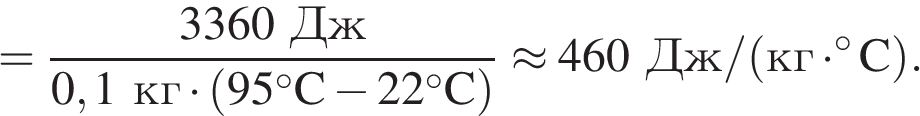 = 3360 Дж / 0,1 кг · (95°C − 22°C) ≈ 460 Дж/(кг·°C).